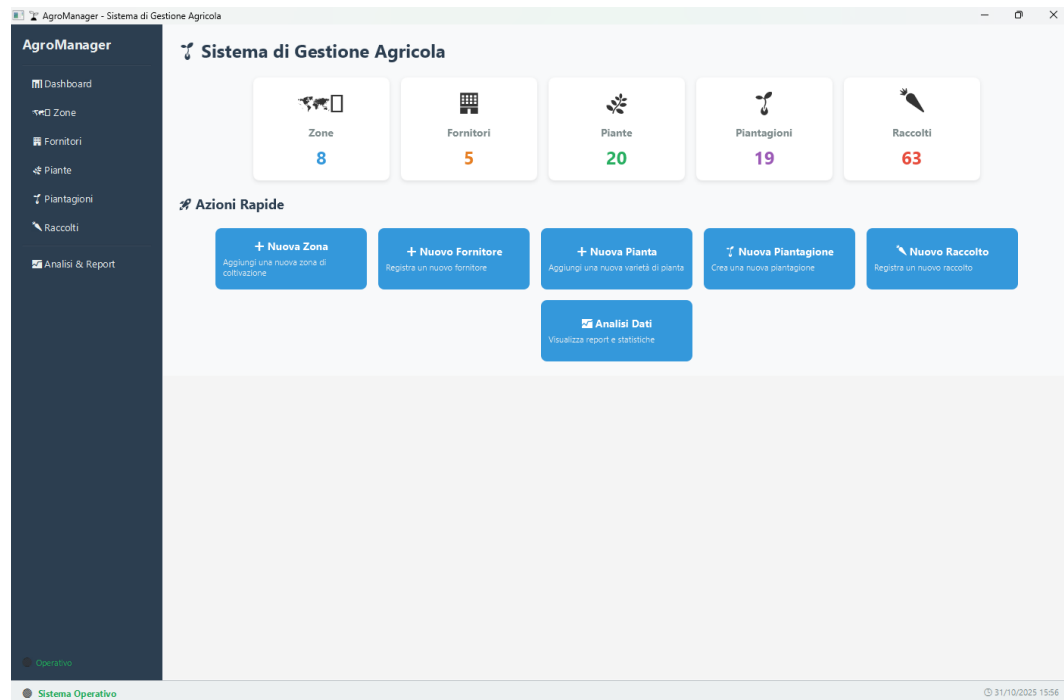 AgroManager - Sistema di Gestione Agricola
AgroManager
Dashboard
Zone
Fornitori
Piante
Piantagioni
Raccolti
Analisi & Report
Operativo
Sistema di Gestione Agricola
Zone
8
Fornitori
5
Piante
20
Piantagioni
19
Raccolti
63
Azioni Rapide
+ Nuova Zona
Aggiungi una nuova zona di
coltivazione
+ Nuovo Fornitore
Registra un nuovo fornitore
+ Nuova Pianta
Aggiungi una nuova varietà di pianta
Nuova Piantagione
Crea una nuova piantagione
Nuovo Raccolto
Registra un nuovo raccolto
Analisi Dati
Visualizza report e statistiche
Sistema Operativo
31/10/2025 15:56